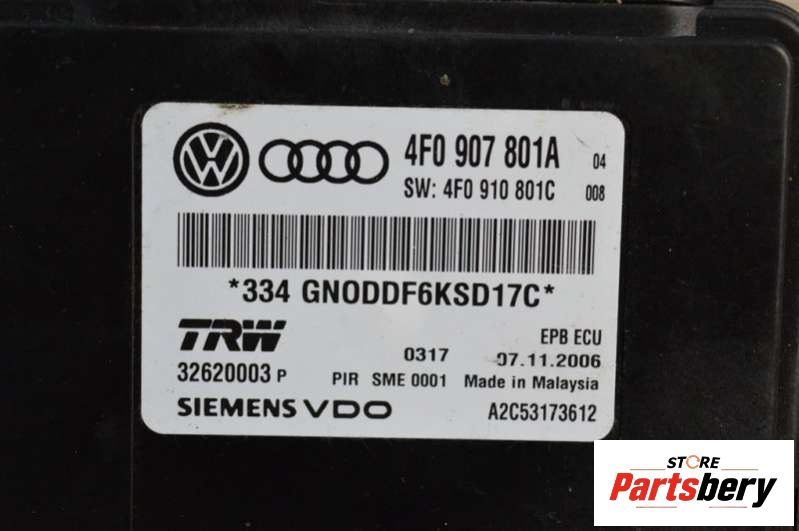 4F0 907 801A 04
SW: 4F0 910 801C 008
*334 GNODDF6KSD17C*
TRW EPB ECU
0317 07.11.2006
32620003 P PIR SME 0001 Made in Malaysia
SIEMENS VDO A2C53173612
STORE
Partsbery